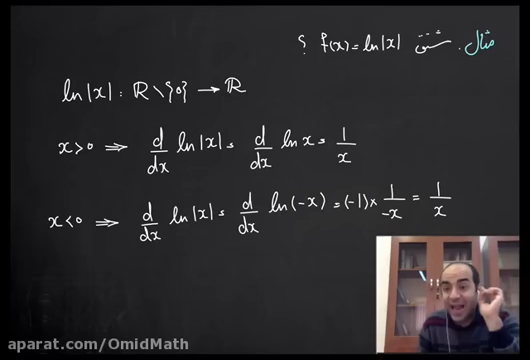 مثال. مشتق f(x) = ln|x| ؟
ln|x| : ℝ \ {0} → ℝ
x>0 ⇒ d/dx ln|x| = d/dx ln x = 1/x
x<0 ⇒ d/dx ln|x| = d/dx ln(-x) = (-1) × 1/-x = 1/x
aparat.com/OmidMath